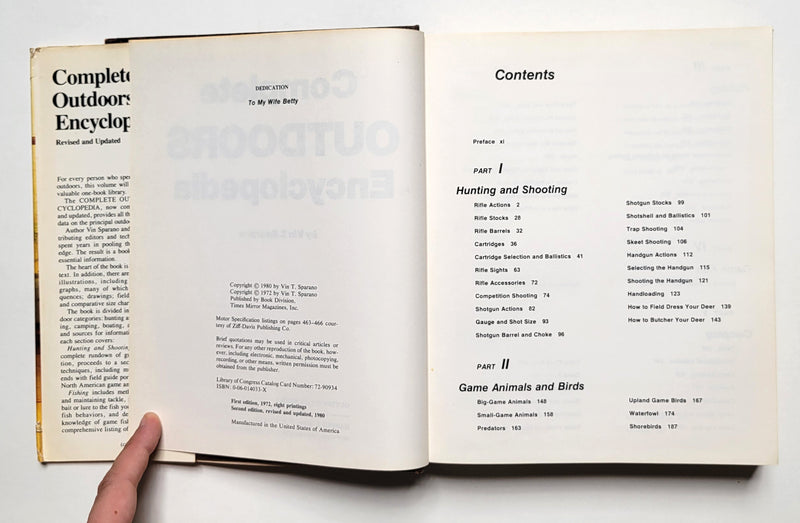 Complete
Outdoors
Encyclop
Revised and Updated
For every person who spen
outdoors, this volume will
valuable one-book library.
The COMPLETE OU
CYCLOPEDIA, now com
and updated, provides all th
data on the principal outdo
Author Vin Sparano and
tributing editors and tech
spent years in pooling th
edge. The result is a book
essential information.
The heart of the book is
text. In addition, there are
illustrations, including
graphs, many of which
quences; drawings; field
and comparative size char
The book is divided in
door categories: hunting a
ing, camping, boating,
and sources for informati
each section covers:
Hunting and Shooting
complete rundown of g
tion, proceeds to a sec
techniques, including m
ends with field guide por
North American game an
Fishing includes met
and maintaining tackle,
bait or lure to the fish yo
fish behaviors, and de
knowledge of game fish
comprehensive listing of
DEDICATION
To My Wife Betty
Copyright © 1980 by Vin T. Sparano
Copyright © 1972 by Vin T. Sparano
Published by Book Division,
Times Mirror Magazines, Inc.
Motor Specification listings on pages 463–466 cour-
tesy of Ziff-Davis Publishing Co.
Brief quotations may be used in critical articles or
reviews. For any other reproduction of the book, how-
ever, including electronic, mechanical, photocopying,
recording, or other means, written permission must be
obtained from the publisher.
Library of Congress Catalog Card Number: 72-90934
ISBN: 0-06-014033-X
First edition, 1972, eight printings
Second edition, revised and updated, 1980
Manufactured in the United States of America
Contents
Preface xi
PART I
Hunting and Shooting
Rifle Actions 2
Rifle Stocks 28
Rifle Barrels 32
Cartridges 36
Cartridge Selection and Ballistics 41
Rifle Sights 63
Rifle Accessories 72
Competition Shooting 74
Shotgun Actions 82
Gauge and Shot Size 93
Shotgun Barrel and Choke 96
Shotgun Stocks 99
Shotshell and Ballistics 101
Trap Shooting 104
Skeet Shooting 106
Handgun Actions 112
Selecting the Handgun 115
Shooting the Handgun 121
Handloading 123
How to Field Dress Your Deer 139
How to Butcher Your Deer 143
PART II
Game Animals and Birds
Big-Game Animals 148
Small-Game Animals 158
Predators 163
Upland Game Birds 167
Waterfowl 174
Shorebirds 187